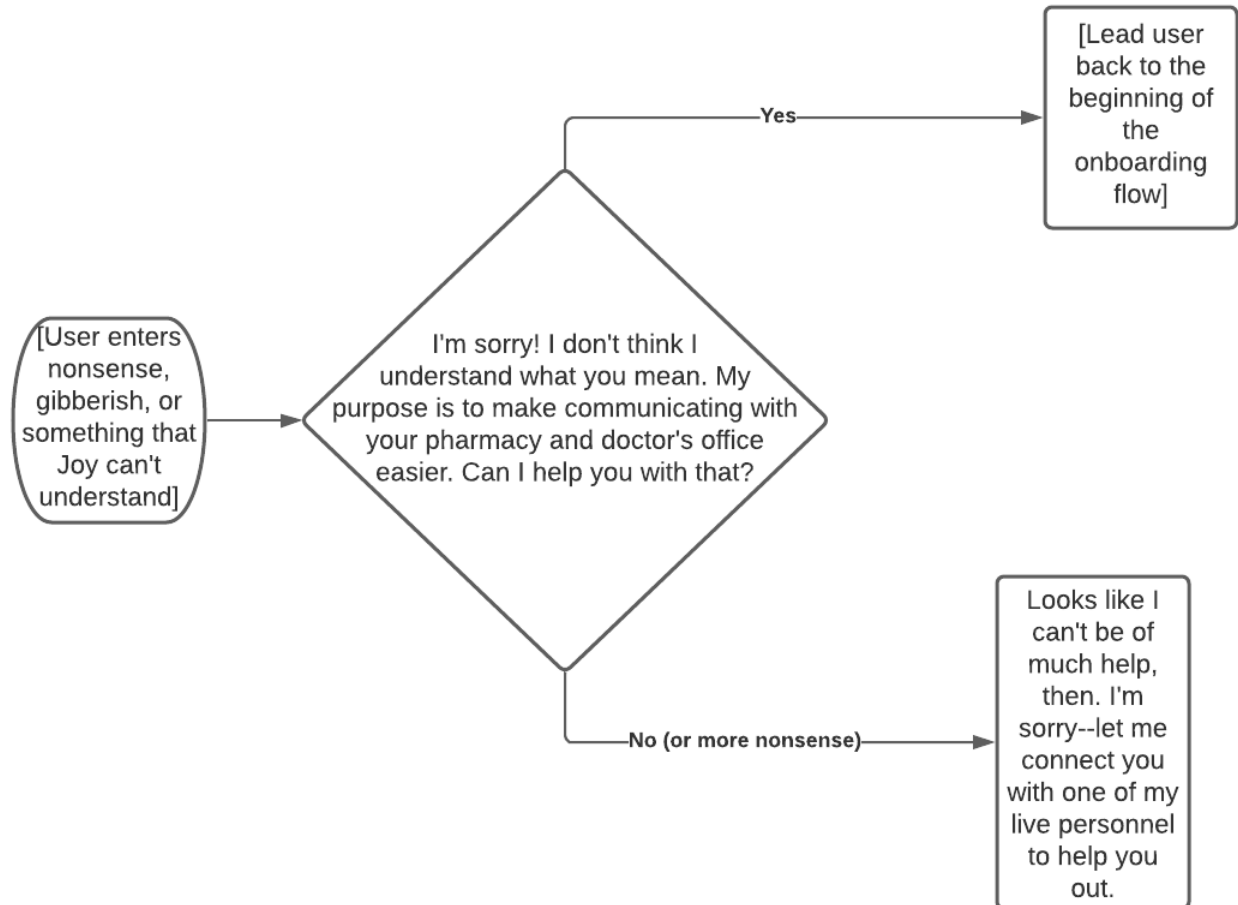 [Lead user
back to the
beginning of
the
onboarding
flow]
Yes
[User enters
nonsense,
gibberish, or
something that
Joy can't
understand]
I'm sorry! I don't think I
understand what you mean. My
purpose is to make communicating with
your pharmacy and doctor's office
easier. Can I help you with that?
No (or more nonsense)
Looks like I
can't be of
much help,
then. I'm
sorry--let me
connect you
with one of my
live personnel
to help you
out.